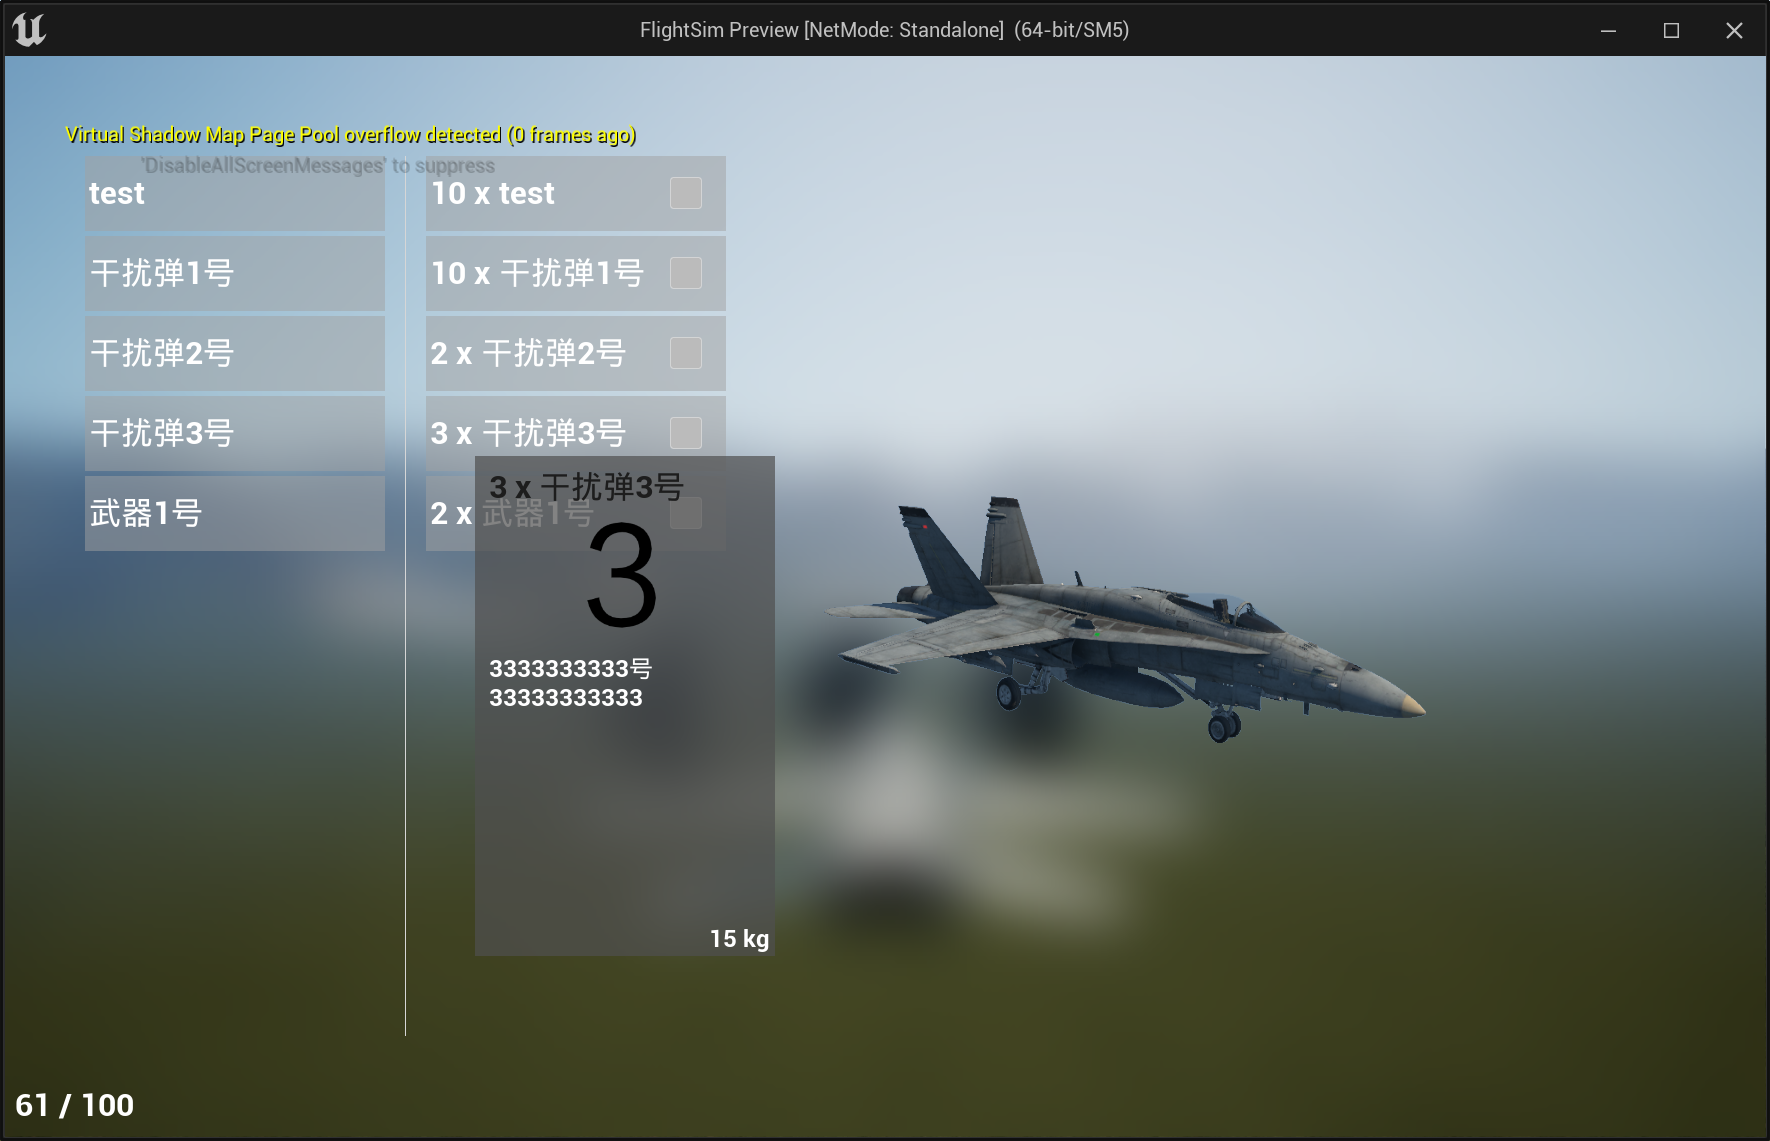 FlightSim Preview [NetMode: Standalone] (64-bit/SM5)
Virtual Shadow Map Page Pool overflow detected (0 frames ago)
'DisableAllScreenMessages' to suppress
test
干扰弹1号
干扰弹2号
干扰弹3号
武器1号
10 x test
10 x 干扰弹1号
2 x 干扰弹2号
3 x 干扰弹3号
2 x 武器1号
3 x 干扰弹3号
3
3333333333号
33333333333
15 kg
61 / 100